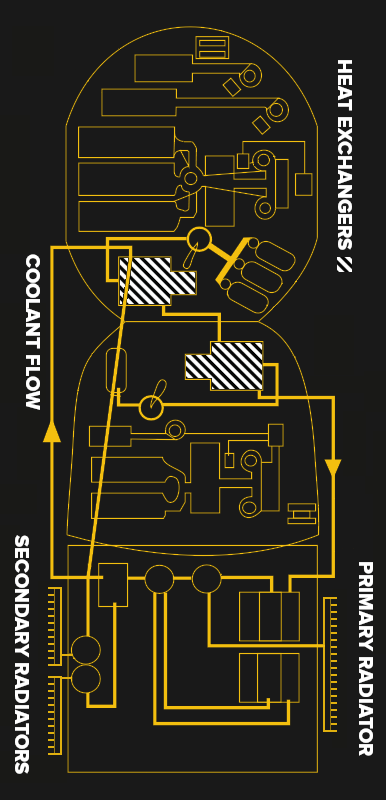 HEAT EXCHANGERS
COOLANT FLOW
SECONDARY RADIATORS
PRIMARY RADIATOR